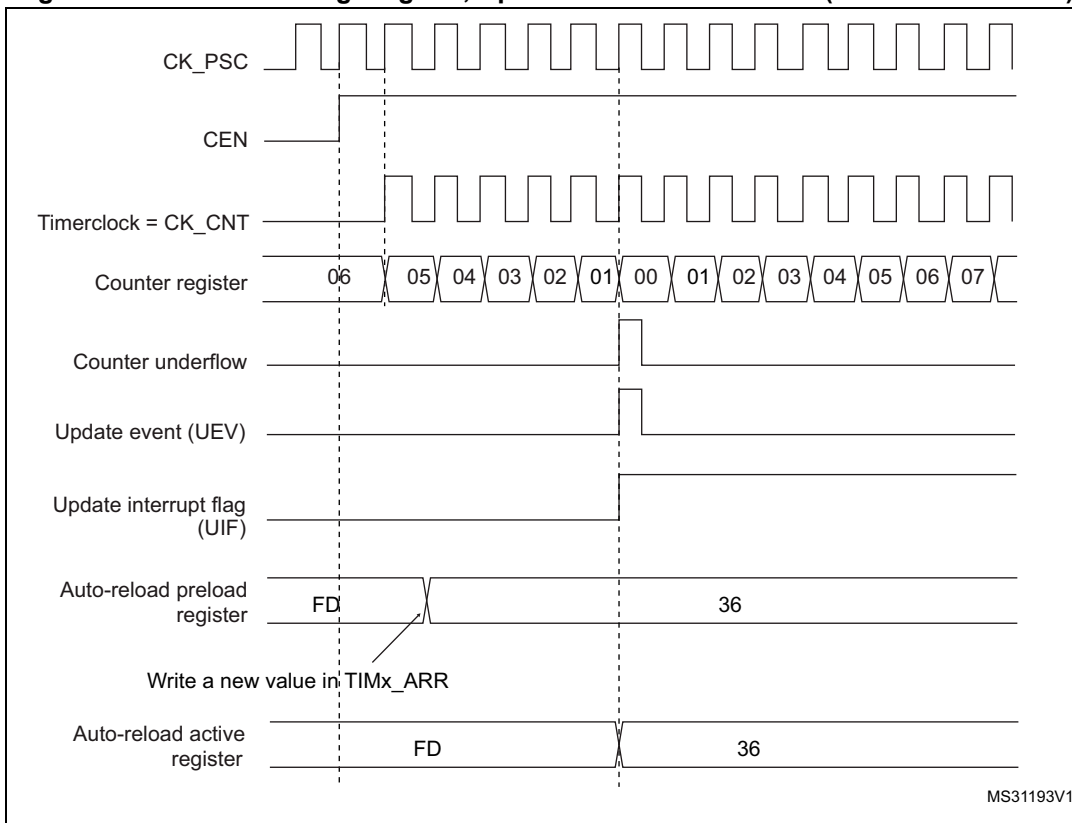 CK_PSC
CEN
Timerclock = CK_CNT
Counter register
06 05 04 03 02 01 00 01 02 03 04 05 06 07
Counter underflow
Update event (UEV)
Update interrupt flag
(UIF)
Auto-reload preload
register
FD 36
Write a new value in TIMx_ARR
Auto-reload active
register
FD 36
MS31193V1